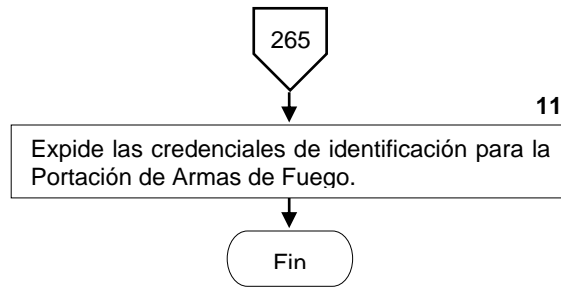 265
11
Expide las credenciales de identificación para la
Portación de Armas de Fuego.
Fin